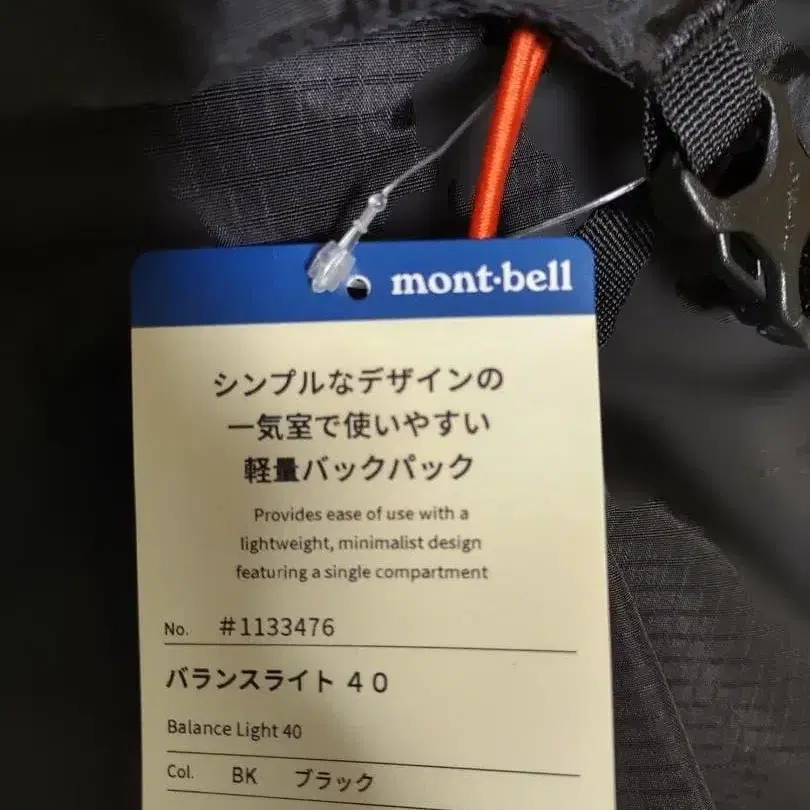 mont-bell
シンプルなデザインの
一気室で使いやすい
軽量バックパック
Provides ease of use with a
lightweight, minimalist design
featuring a single compartment
No. #1133476
バランスライト 40
Balance Light 40
Col. BK ブラック